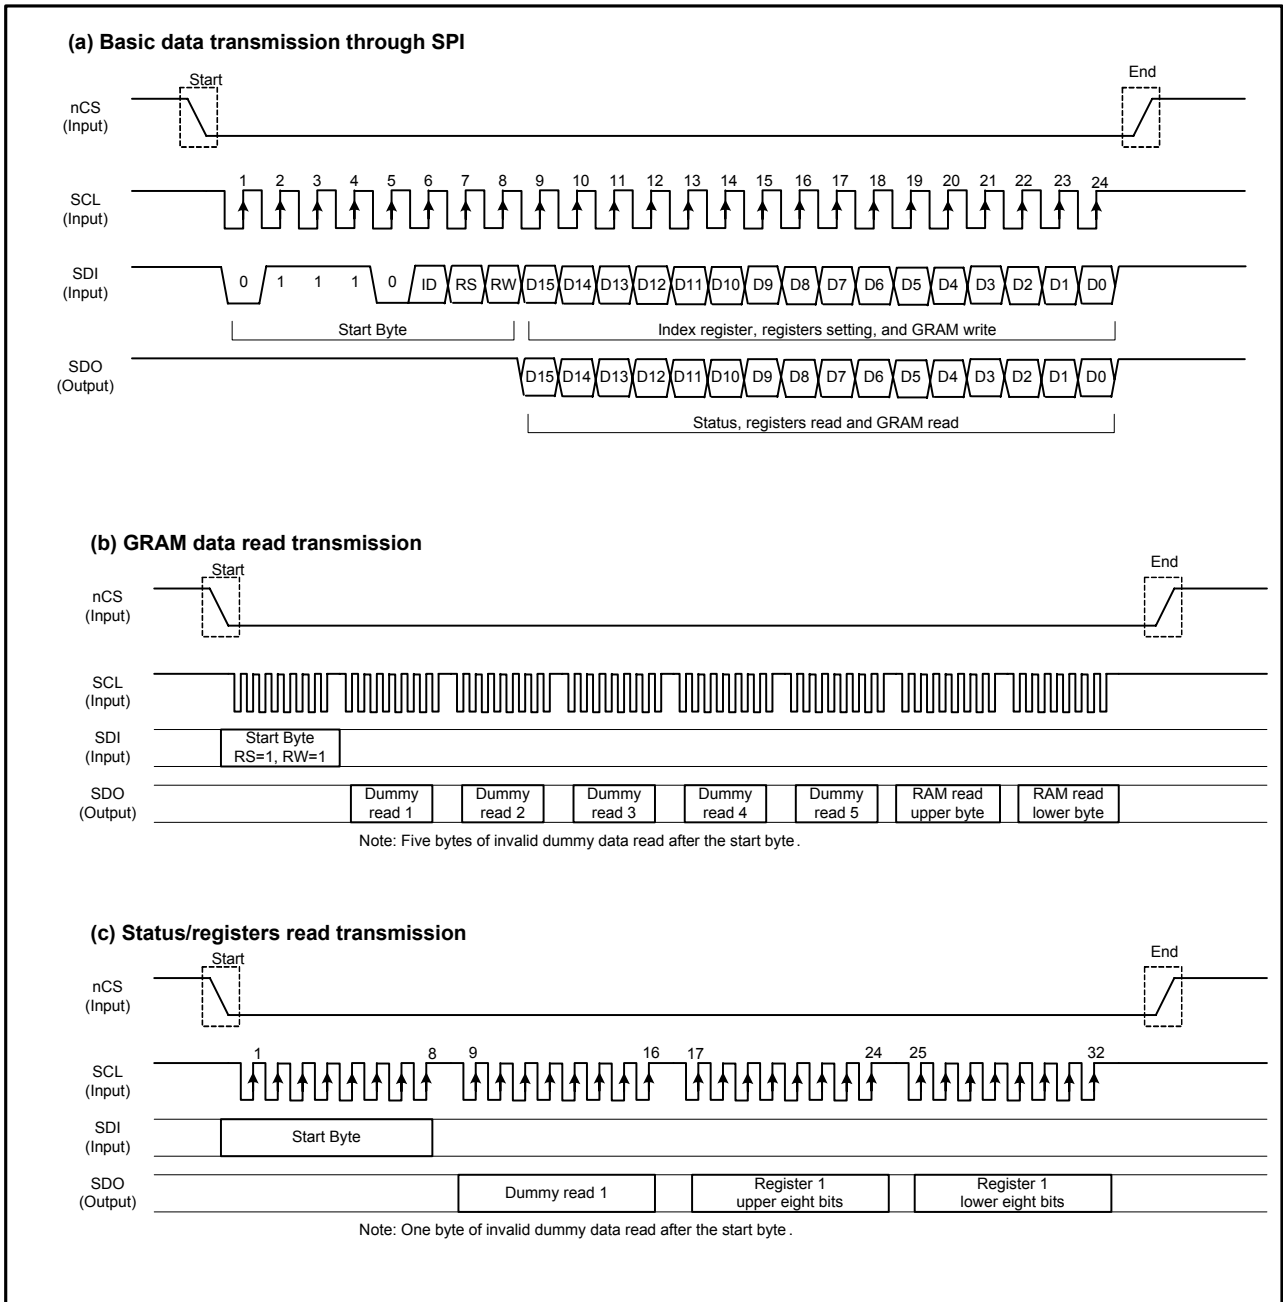 (a) Basic data transmission through SPI
Start
End
nCS
(Input)
1 2 3 4 5 6 7 8 9 10 11 12 13 14 15 16 17 18 19 20 21 22 23 24
SCL
(Input)
SDI
(Input)
0 1 1 1 0 ID RS RW D15 D14 D13 D12 D11 D10 D9 D8 D7 D6 D5 D4 D3 D2 D1 D0
Start Byte
Index register, registers setting, and GRAM write
SDO
(Output)
D15 D14 D13 D12 D11 D10 D9 D8 D7 D6 D5 D4 D3 D2 D1 D0
Status, registers read and GRAM read
(b) GRAM data read transmission
Start
End
nCS
(Input)
SCL
(Input)
SDI
(Input)
Start Byte
RS=1, RW=1
SDO
(Output)
Dummy
read 1
Dummy
read 2
Dummy
read 3
Dummy
read 4
Dummy
read 5
RAM read
upper byte
RAM read
lower byte
Note: Five bytes of invalid dummy data read after the start byte.
(c) Status/registers read transmission
Start
End
nCS
(Input)
1 8 9 16 17 24 25 32
SCL
(Input)
SDI
(Input)
Start Byte
SDO
(Output)
Dummy read 1
Register 1
upper eight bits
Register 1
lower eight bits
Note: One byte of invalid dummy data read after the start byte.